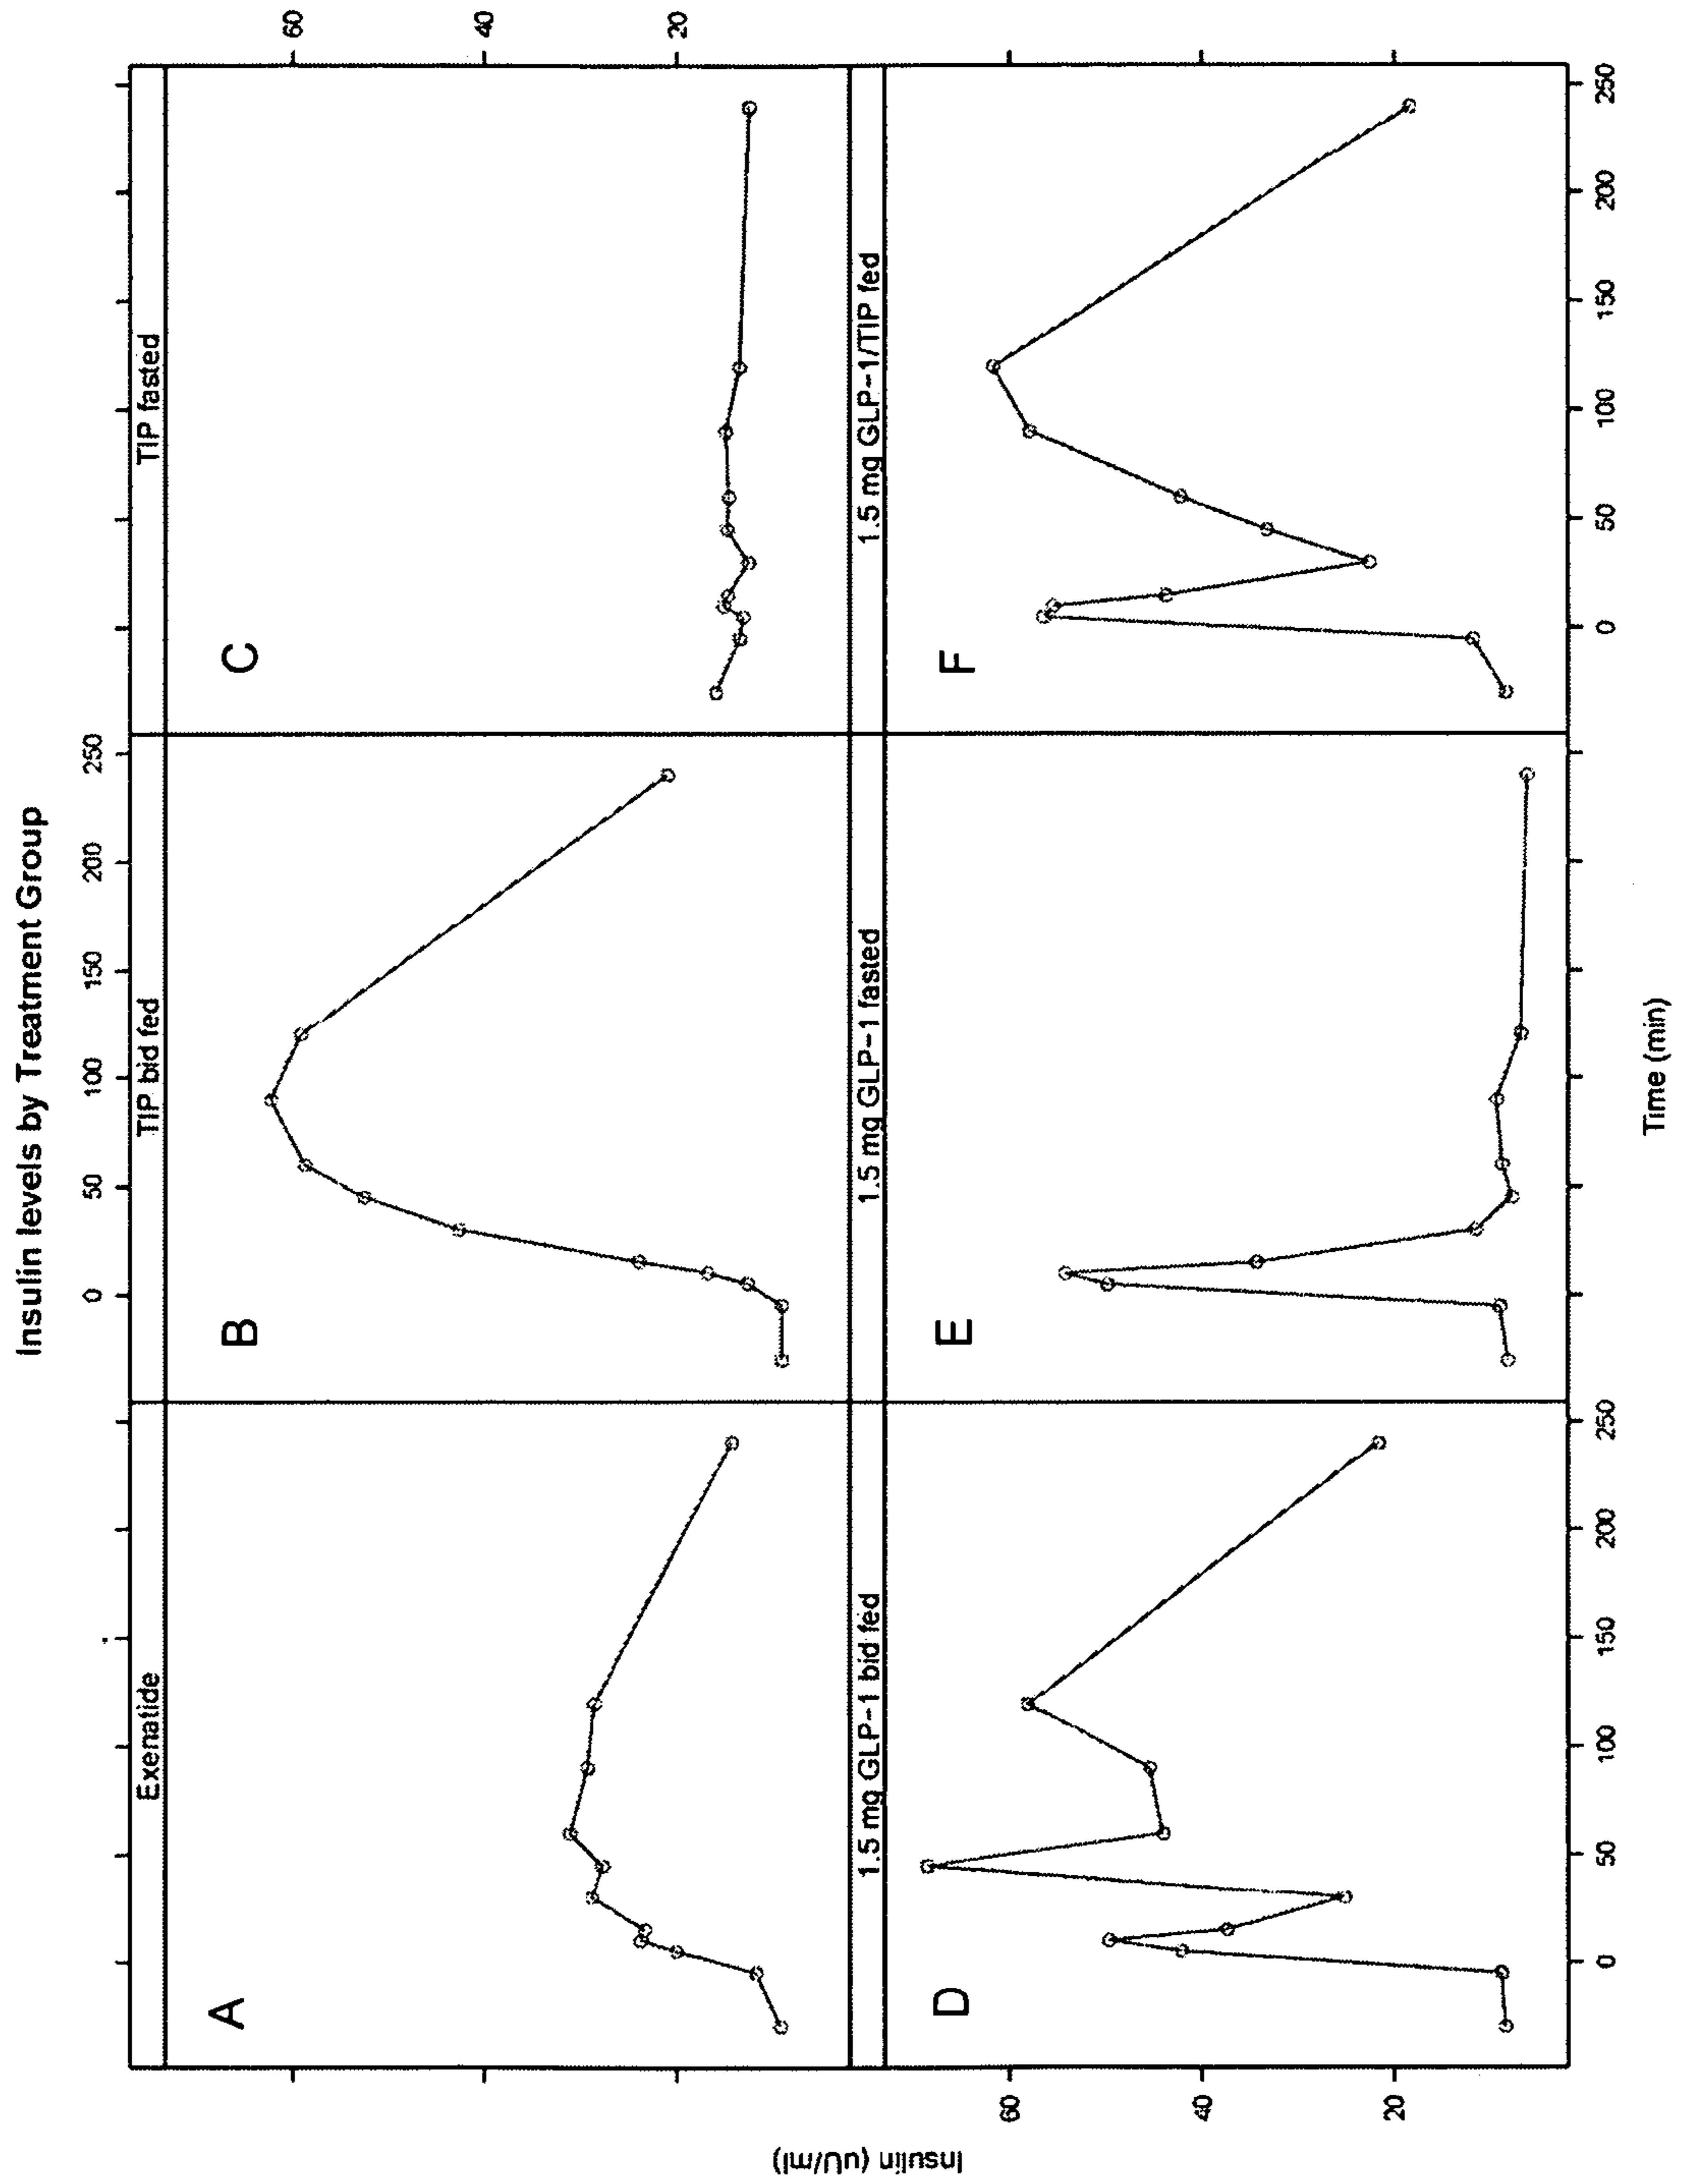 Insulin levels by Treatment Group
0 50 100 150 200 250
Exenatide TIP bid fed TIP fasted
A B C
60
40
20
1.5 mg GLP-1 bid fed 1.5 mg GLP-1 fasted 1.5 mg GLP-1/TIP fed
D E F
60
40
20
Insulin (uU/ml)
0 50 100 150 200 250 0 50 100 150 200 250
Time (min)